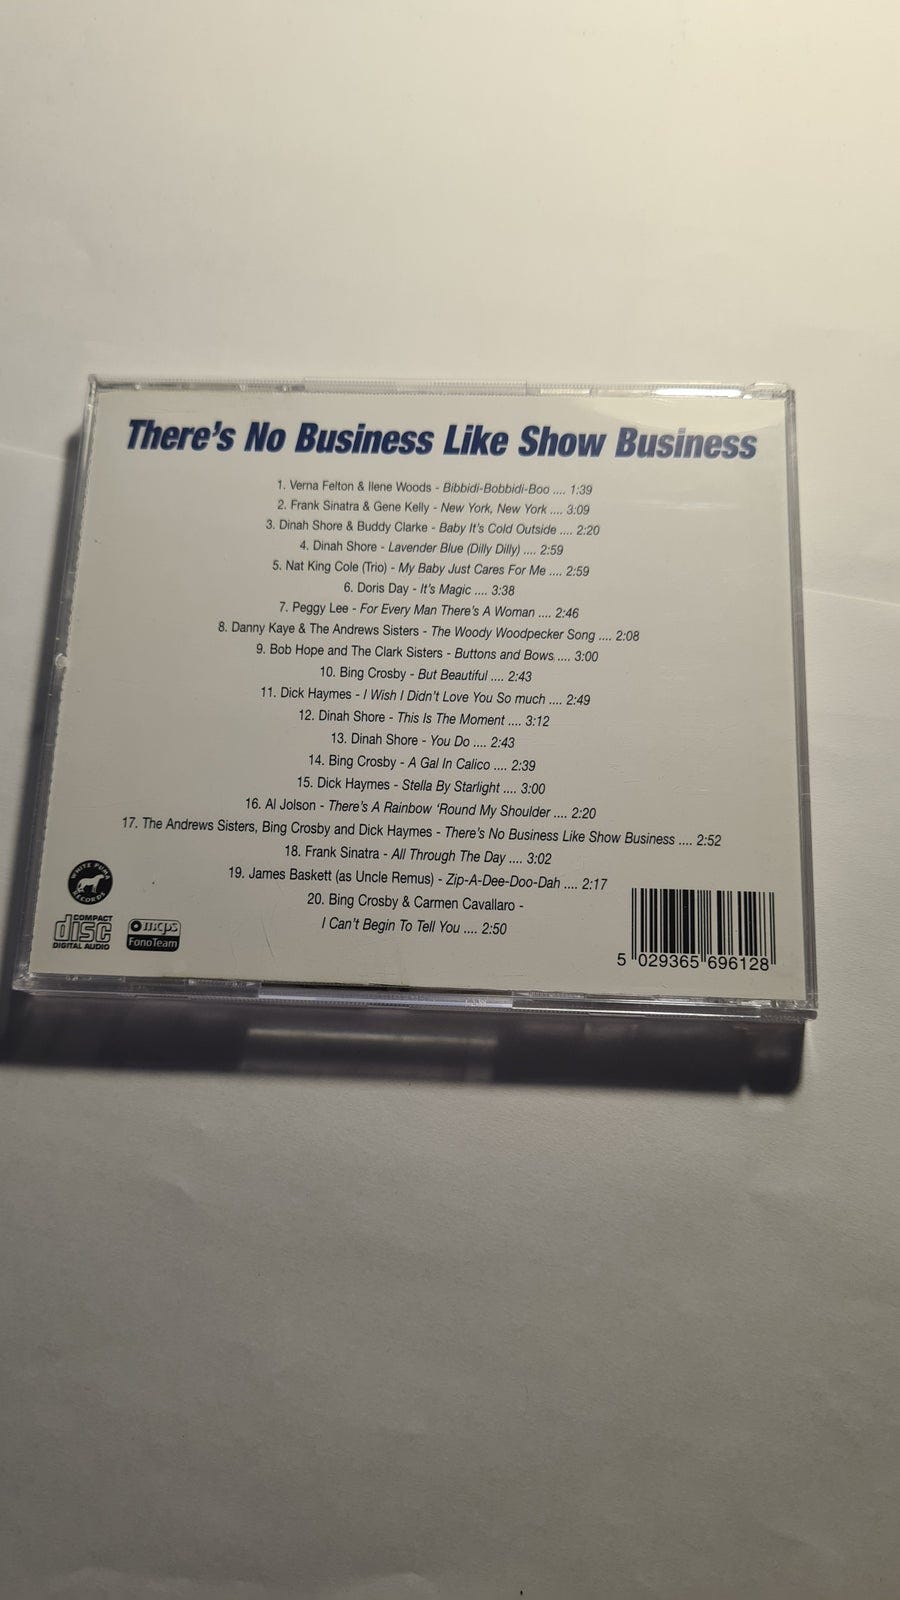 There's No Business Like Show Business
1. Verna Felton & Ilene Woods - Bibbidi-Bobbidi-Boo .... 1:39
2. Frank Sinatra & Gene Kelly - New York, New York .... 3:09
3. Dinah Shore & Buddy Clarke - Baby It's Cold Outside .... 2:20
4. Dinah Shore - Lavender Blue (Dilly Dilly) .... 2:59
5. Nat King Cole (Trio) - My Baby Just Cares For Me .... 2:59
6. Doris Day - It's Magic .... 3:38
7. Peggy Lee - For Every Man There's A Woman .... 2:46
8. Danny Kaye & The Andrews Sisters - The Woody Woodpecker Song .... 2:08
9. Bob Hope and The Clark Sisters - Buttons and Bows .... 3:00
10. Bing Crosby - But Beautiful .... 2:43
11. Dick Haymes - I Wish I Didn't Love You So much .... 2:49
12. Dinah Shore - This Is The Moment .... 3:12
13. Dinah Shore - You Do .... 2:43
14. Bing Crosby - A Gal In Calico .... 2:39
15. Dick Haymes - Stella By Starlight .... 3:00
16. Al Jolson - There's A Rainbow 'Round My Shoulder .... 2:20
17. The Andrews Sisters, Bing Crosby and Dick Haymes - There's No Business Like Show Business .... 2:52
18. Frank Sinatra - All Through The Day .... 3:02
19. James Baskett (as Uncle Remus) - Zip-A-Dee-Doo-Dah .... 2:17
20. Bing Crosby & Carmen Cavallaro -
I Can't Begin To Tell You .... 2:50
WHITE PUMA RECORDS
COMPACT
disc
DIGITAL AUDIO
mcps
FonoTeam
5 029365 696128